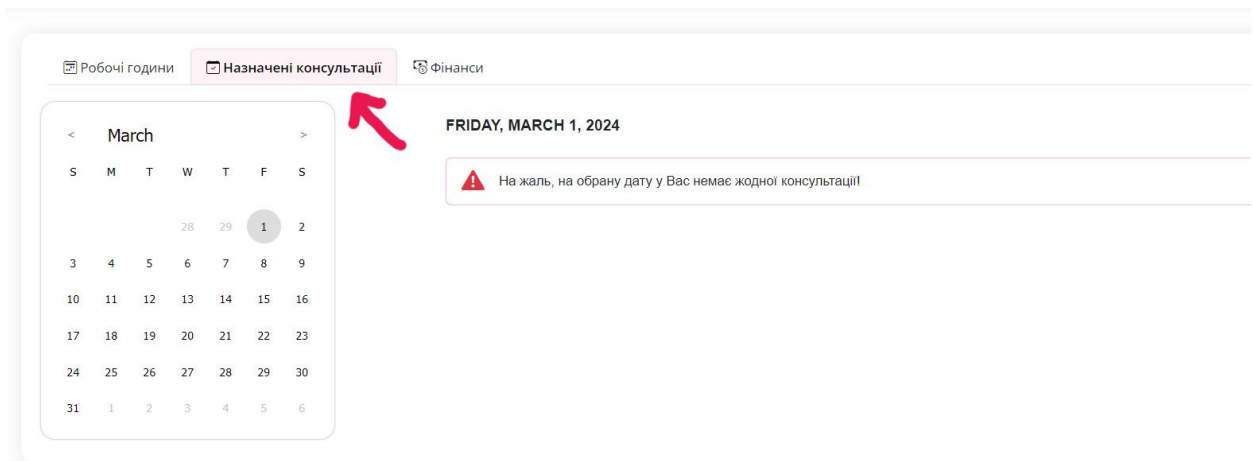 Робочі години Назначені консультації Фінанси
< March >
S M T W T F S
28 29 1 2
3 4 5 6 7 8 9
10 11 12 13 14 15 16
17 18 19 20 21 22 23
24 25 26 27 28 29 30
31 1 2 3 4 5 6
FRIDAY, MARCH 1, 2024
На жаль, на обрану дату у Вас немає жодної консультації!